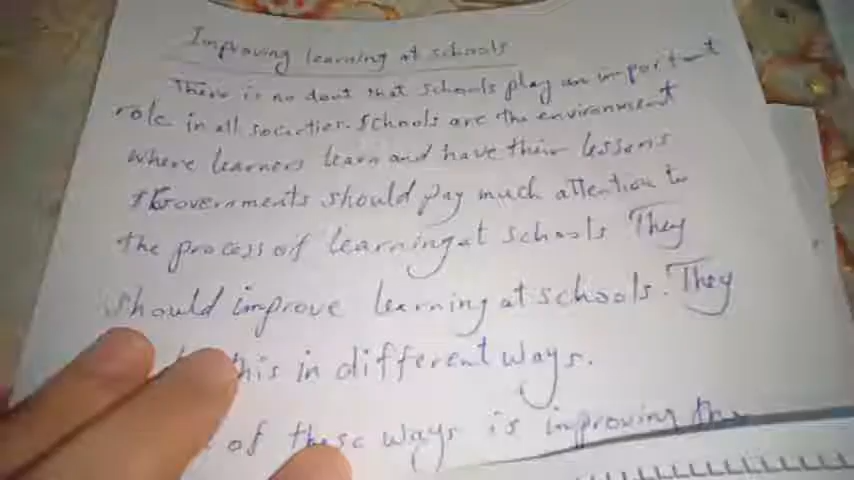 Improving learning at schools
There is no dout that schools play an important
role in all societies. Schools are the environment
where learners learn and have their lessons
Governments should pay much attention to
the process of learning at schools They
should improve learning at schools. They
this in different ways.
of these ways is improving the